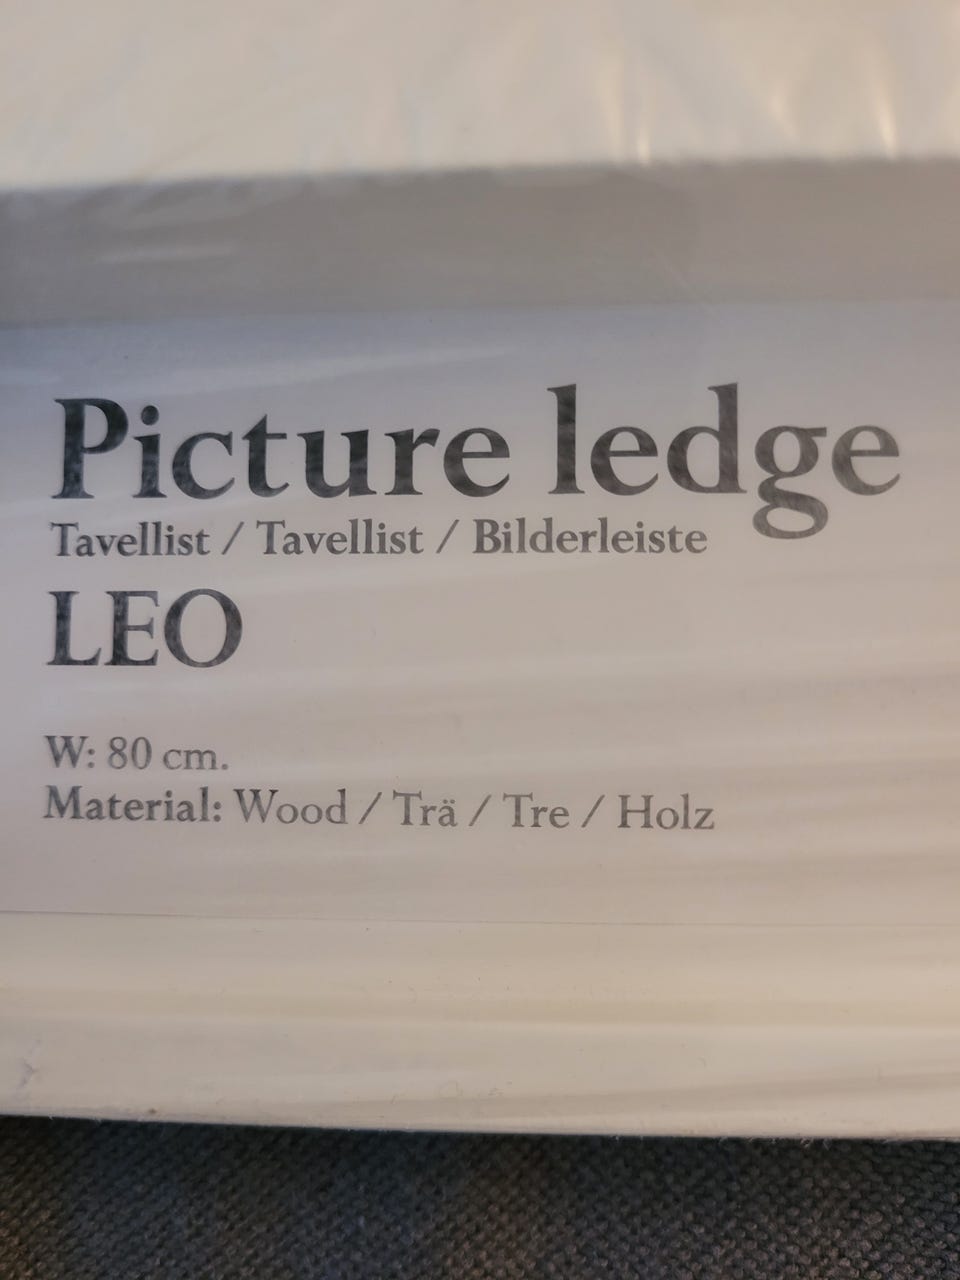 Picture ledge
Tavellist / Tavellist / Bilderleiste
LEO
W: 80 cm.
Material: Wood / Trä / Tre / Holz